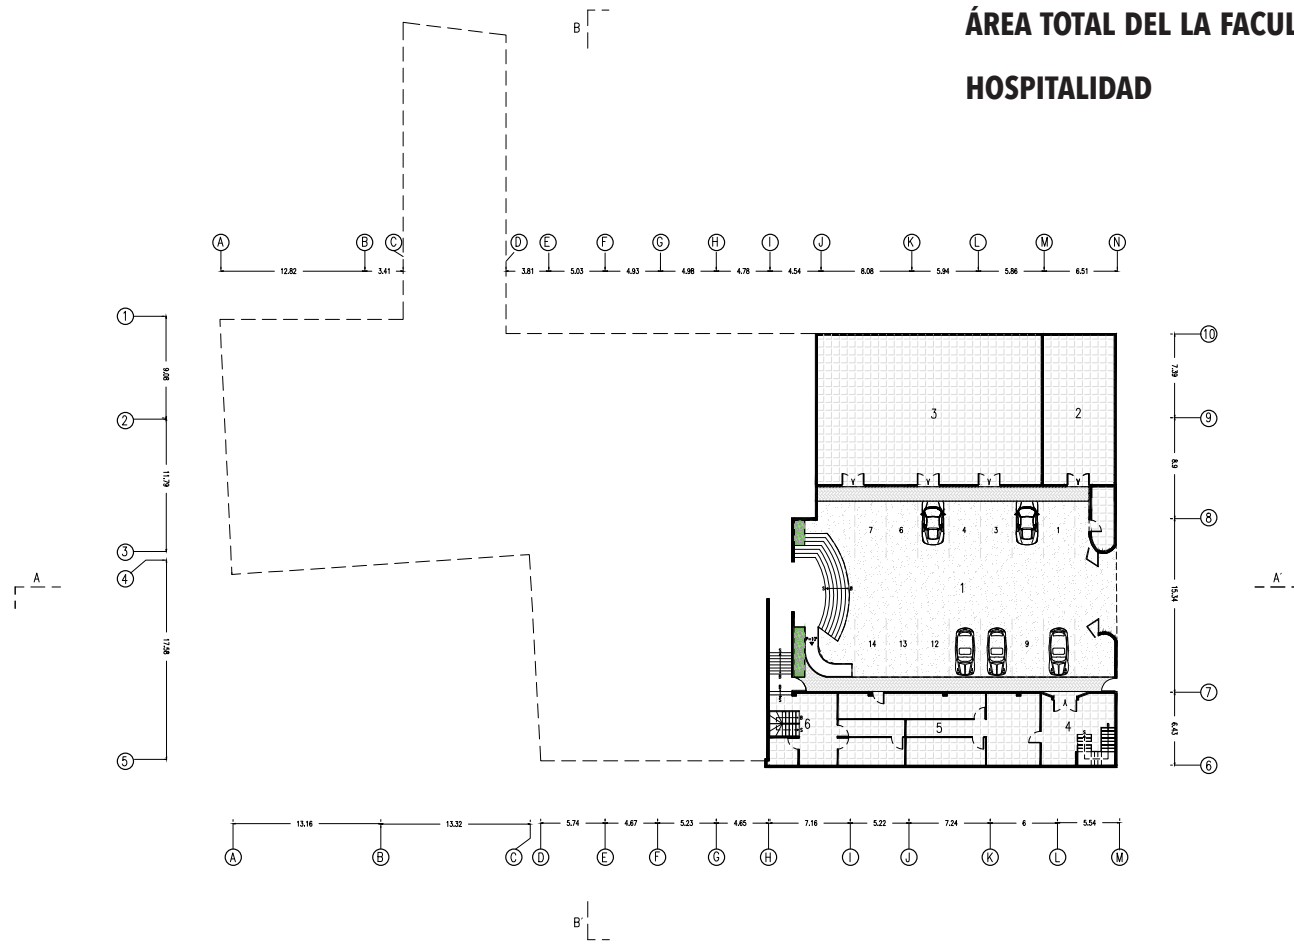 ÁREA TOTAL DEL LA FACUL
HOSPITALIDAD
B
A B C D E F G H I J K L M N
12.82 3.41 3.81 5.03 4.93 4.98 4.78 4.54 8.08 5.94 5.86 6.51
1 10
9.08 7.39
3 2
2 9
11.79 8.9
8
7 6 4 3 1
3
4
A A´
1
15.34
17.58
14 13 12 9
7
6 5 4
6.43
5 6
13.16 13.32 5.74 4.67 5.23 4.65 7.16 5.22 7.24 6 5.54
A B C D E F G H I J K L M
B´